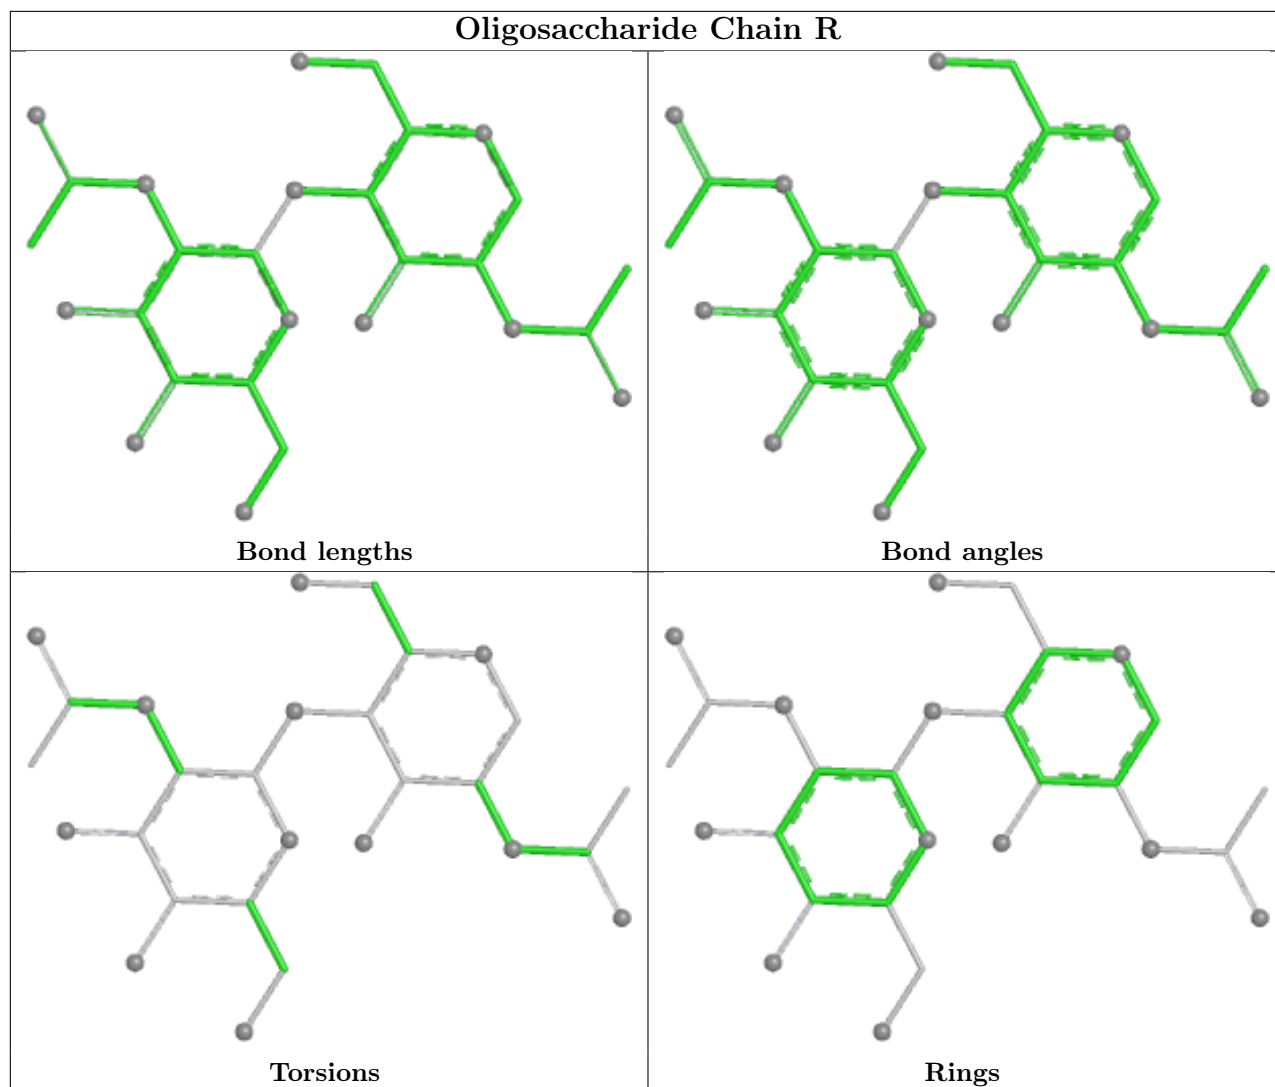 Oligosaccharide Chain R
Bond lengths
Bond angles
Torsions
Rings